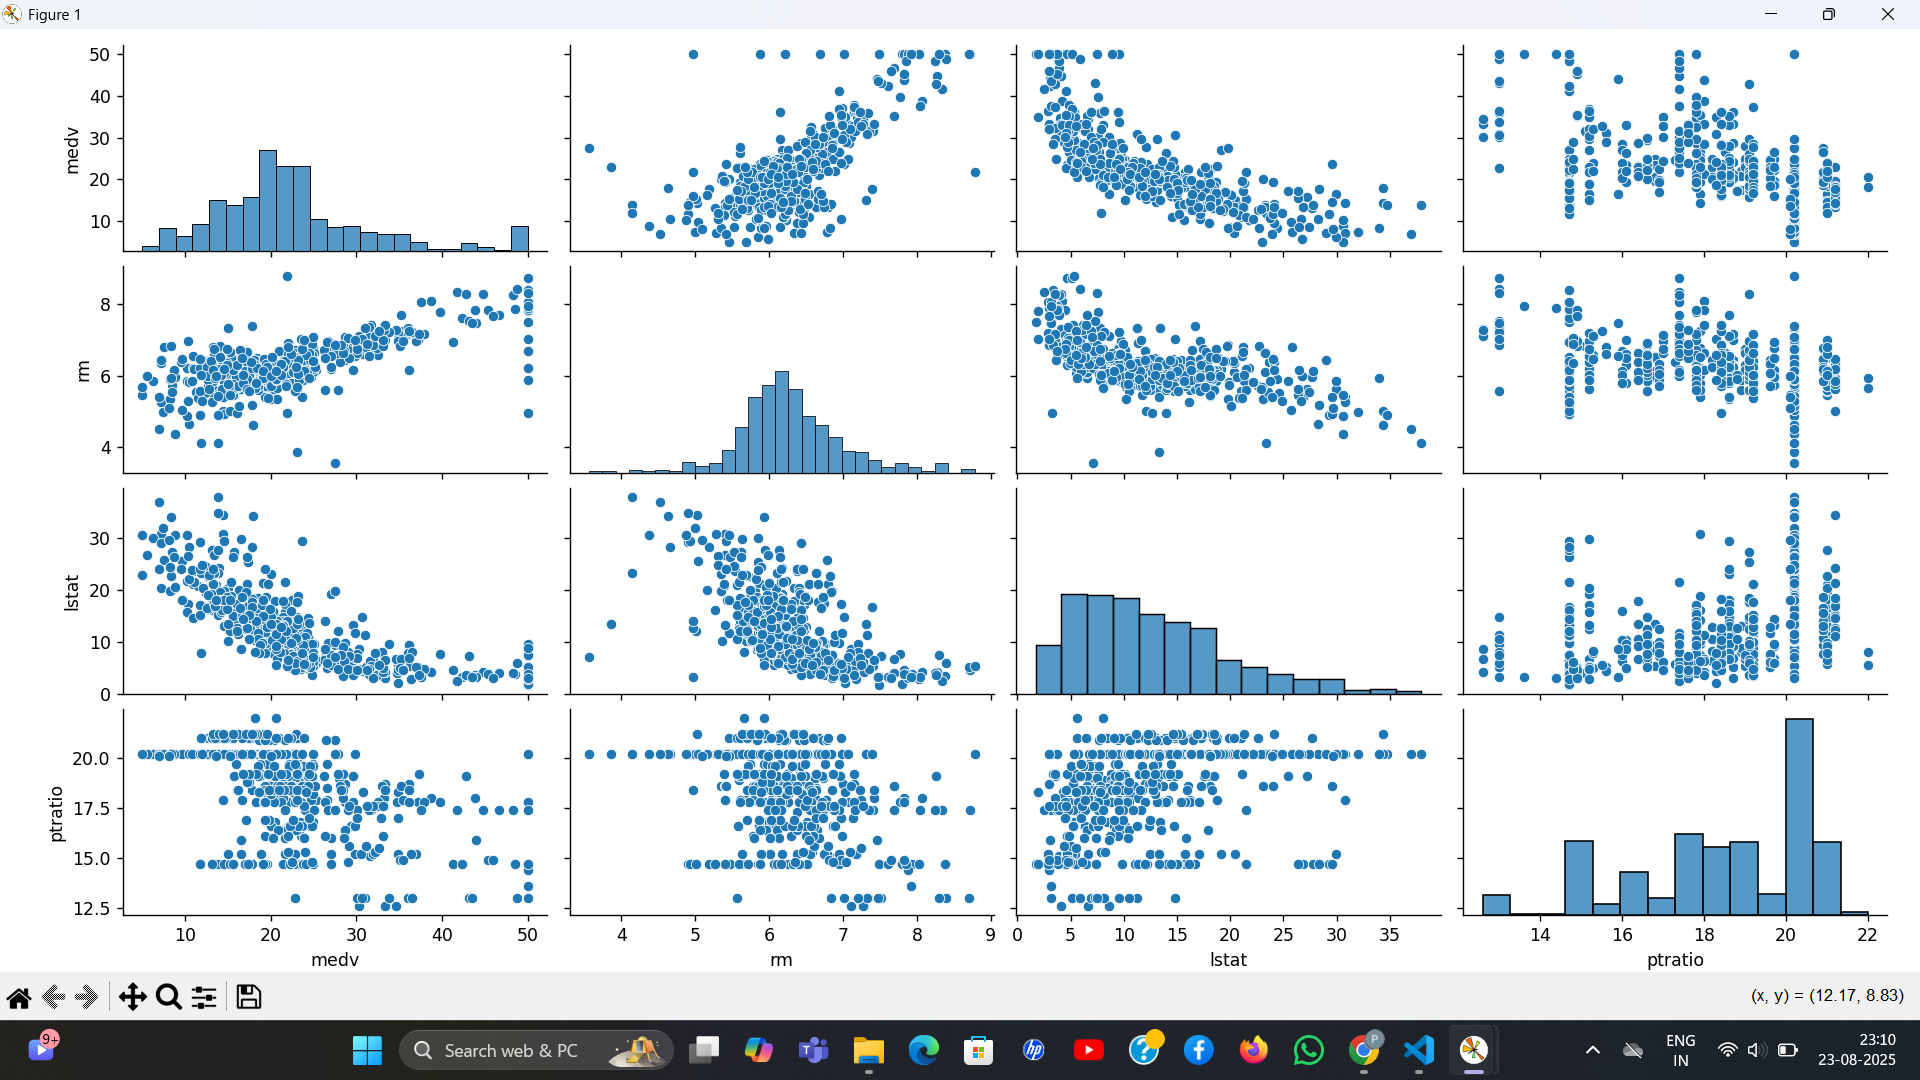 Figure 1
50
40
30
20
10
medv
8
6
4
rm
30
20
10
0
lstat
20.0
17.5
15.0
12.5
ptratio
10 20 30 40 50
4 5 6 7 8 9
0 5 10 15 20 25 30 35
14 16 18 20 22
medv rm lstat ptratio
(x, y) = (12.17, 8.83)
9+
Search web & PC
T
hp
?
P
ENG
IN
23:10
23-08-2025